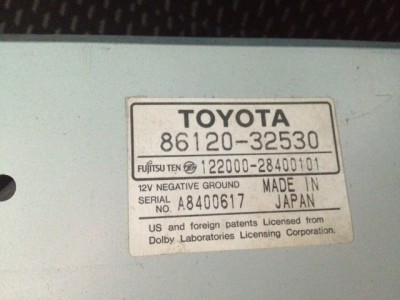 TOYOTA
86120-32530
FUJITSU TEN 122000-28400101
12V NEGATIVE GROUND MADE IN
SERIAL NO. A8400617 JAPAN
US and foreign patents Licensed from
Dolby Laboratories Licensing Corporation.